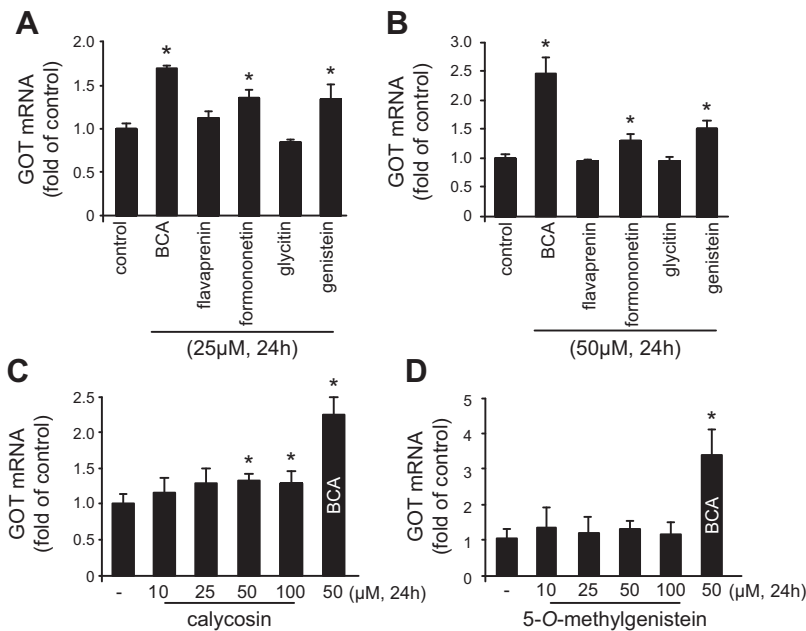 A
GOT mRNA
(fold of control)
2.0
1.5
1.0
0.5
0
*
*
*
control
BCA
flavaprenin
formononetin
glycitin
genistein
(25µM, 24h)
B
GOT mRNA
(fold of control)
3.0
2.5
2.0
1.5
1.0
0.5
0
*
*
*
control
BCA
flavaprenin
formononetin
glycitin
genistein
(50µM, 24h)
C
GOT mRNA
(fold of control)
2.5
2.0
1.5
1.0
0.5
0
*
*
*
BCA
- 10 25 50 100 50 (µM, 24h)
calycosin
D
GOT mRNA
(fold of control)
5
4
3
2
1
0
*
BCA
- 10 25 50 100 50 (µM, 24h)
5-O-methylgenistein